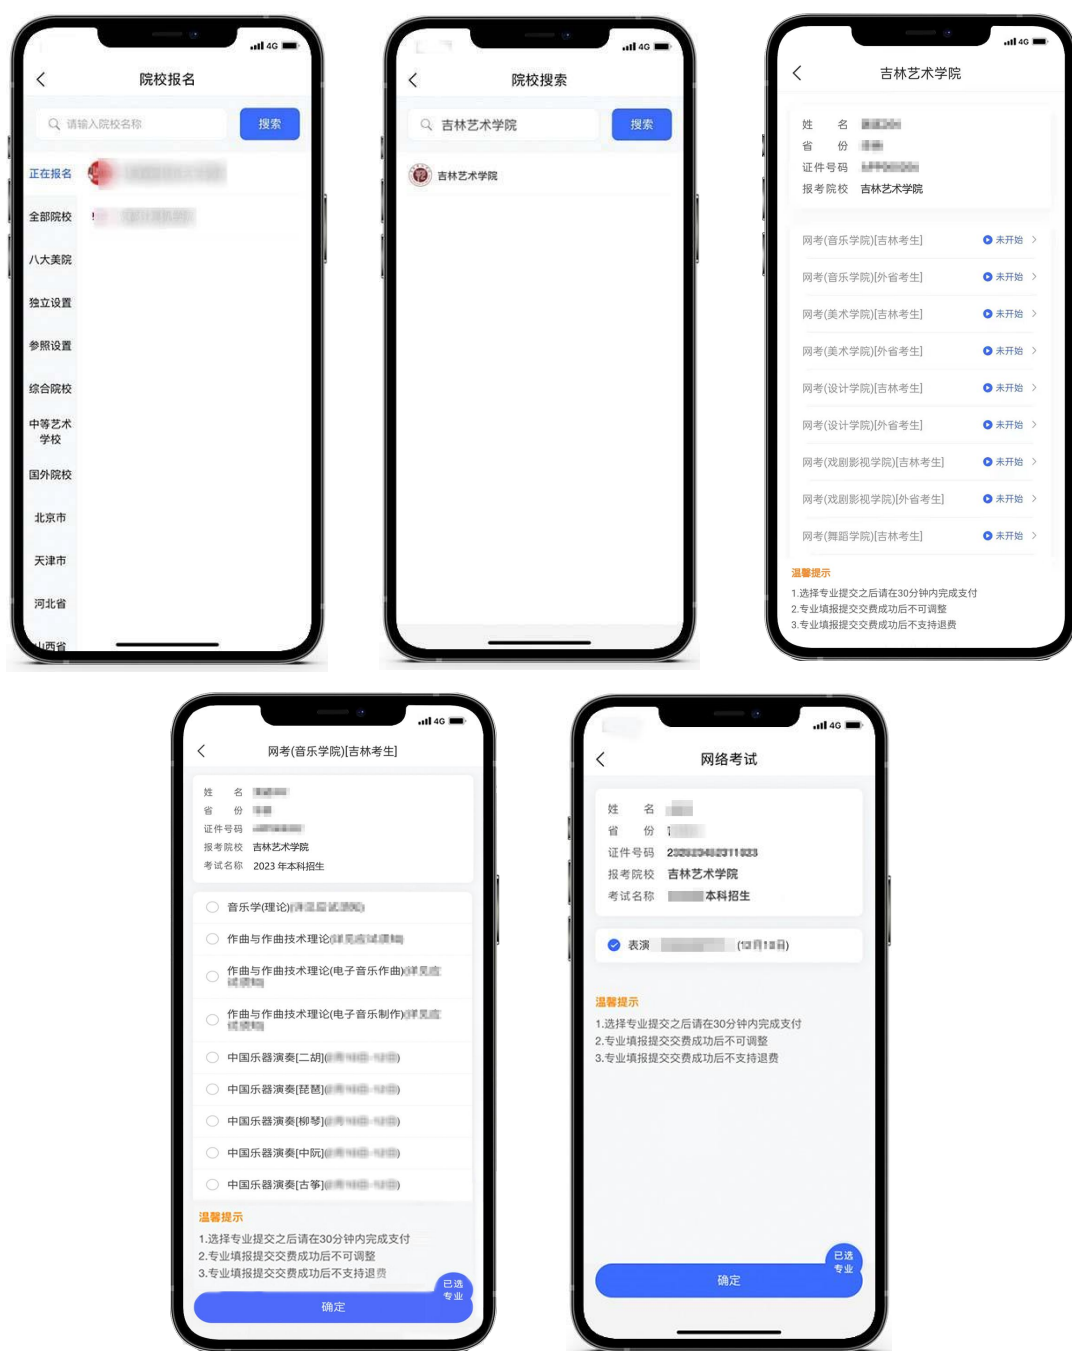 4G
院校报名
请输入院校名称
搜索
正在报名
全部院校
八大美院
独立设置
参照设置
综合院校
中等艺术
学校
国外院校
北京市
天津市
河北省
山西省
4G
院校搜索
吉林艺术学院
搜索
吉林艺术学院
4G
吉林艺术学院
姓 名
省 份
证件号码
报考院校 吉林艺术学院
网考(音乐学院)[吉林考生] 未开始
网考(音乐学院)[外省考生] 未开始
网考(美术学院)[吉林考生] 未开始
网考(美术学院)[外省考生] 未开始
网考(设计学院)[吉林考生] 未开始
网考(设计学院)[外省考生] 未开始
网考(戏剧影视学院)[吉林考生] 未开始
网考(戏剧影视学院)[外省考生] 未开始
网考(舞蹈学院)[吉林考生] 未开始
温馨提示
1.选择专业提交之后请在30分钟内完成支付
2.专业填报提交交费成功后不可调整
3.专业填报提交交费成功后不支持退费
4G
网考(音乐学院)[吉林考生]
姓 名
省 份
证件号码
报考院校 吉林艺术学院
考试名称 2023 年本科招生
音乐学(理论)
作曲与作曲技术理论
作曲与作曲技术理论(电子音乐作曲)
作曲与作曲技术理论(电子音乐制作)
中国乐器演奏[二胡]
中国乐器演奏[琵琶]
中国乐器演奏[柳琴]
中国乐器演奏[中阮]
中国乐器演奏[古筝]
温馨提示
1.选择专业提交之后请在30分钟内完成支付
2.专业填报提交交费成功后不可调整
3.专业填报提交交费成功后不支持退费
已选
专业
确定
4G
网络考试
姓 名
省 份
证件号码
报考院校 吉林艺术学院
考试名称 本科招生
表演
温馨提示
1.选择专业提交之后请在30分钟内完成支付
2.专业填报提交交费成功后不可调整
3.专业填报提交交费成功后不支持退费
已选
专业
确定